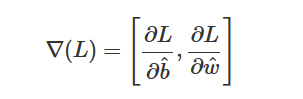 ∇(L) = [∂L/∂b̂, ∂L/∂ŵ]